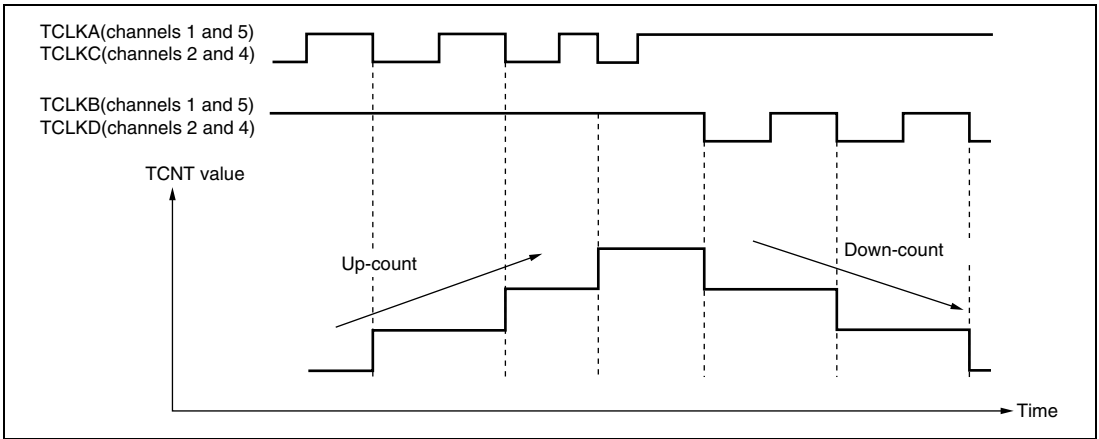 TCLKA(channels 1 and 5)
TCLKC(channels 2 and 4)
TCLKB(channels 1 and 5)
TCLKD(channels 2 and 4)
TCNT value
Up-count
Down-count
Time